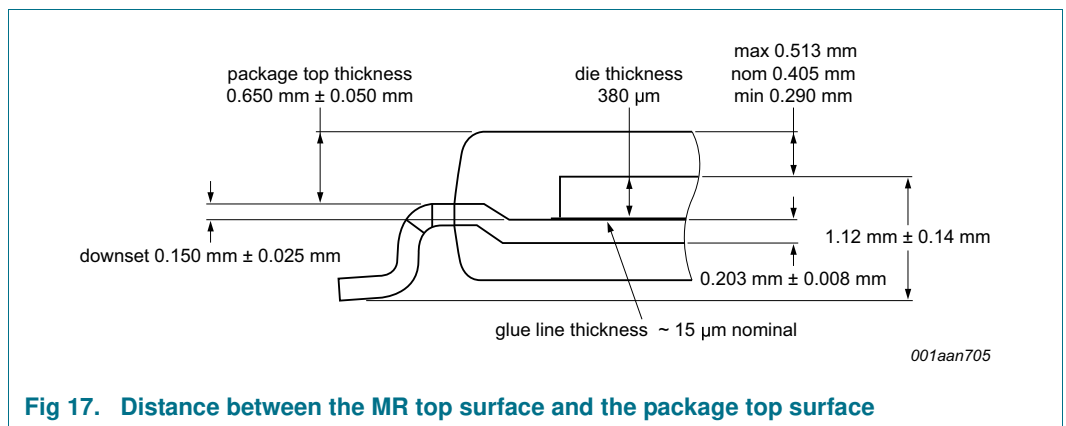 package top thickness
0.650 mm ± 0.050 mm
die thickness
380 μm
max 0.513 mm
nom 0.405 mm
min 0.290 mm
downset 0.150 mm ± 0.025 mm
1.12 mm ± 0.14 mm
0.203 mm ± 0.008 mm
glue line thickness ~ 15 μm nominal
001aan705
Fig 17. Distance between the MR top surface and the package top surface